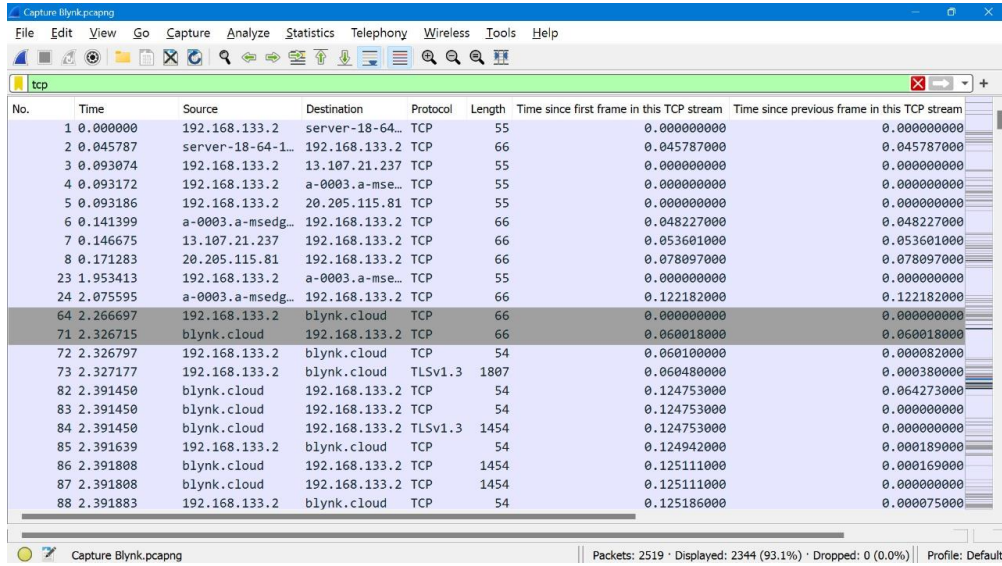 Capture Blynk.pcapng
File Edit View Go Capture Analyze Statistics Telephony Wireless Tools Help
tcp
No. Time Source Destination Protocol Length Time since first frame in this TCP stream Time since previous frame in this TCP stream
1 0.000000 192.168.133.2 server-18-64… TCP 55 0.000000000 0.000000000
2 0.045787 server-18-64-1… 192.168.133.2 TCP 66 0.045787000 0.045787000
3 0.093074 192.168.133.2 13.107.21.237 TCP 55 0.000000000 0.000000000
4 0.093172 192.168.133.2 a-0003.a-mse… TCP 55 0.000000000 0.000000000
5 0.093186 192.168.133.2 20.205.115.81 TCP 55 0.000000000 0.000000000
6 0.141399 a-0003.a-msedg… 192.168.133.2 TCP 66 0.048227000 0.048227000
7 0.146675 13.107.21.237 192.168.133.2 TCP 66 0.053601000 0.053601000
8 0.171283 20.205.115.81 192.168.133.2 TCP 66 0.078097000 0.078097000
23 1.953413 192.168.133.2 a-0003.a-mse… TCP 55 0.000000000 0.000000000
24 2.075595 a-0003.a-msedg… 192.168.133.2 TCP 66 0.122182000 0.122182000
64 2.266697 192.168.133.2 blynk.cloud TCP 66 0.000000000 0.000000000
71 2.326715 blynk.cloud 192.168.133.2 TCP 66 0.060018000 0.060018000
72 2.326797 192.168.133.2 blynk.cloud TCP 54 0.060100000 0.000082000
73 2.327177 192.168.133.2 blynk.cloud TLSv1.3 1807 0.060480000 0.000380000
82 2.391450 blynk.cloud 192.168.133.2 TCP 54 0.124753000 0.064273000
83 2.391450 blynk.cloud 192.168.133.2 TCP 54 0.124753000 0.000000000
84 2.391450 blynk.cloud 192.168.133.2 TLSv1.3 1454 0.124753000 0.000000000
85 2.391639 192.168.133.2 blynk.cloud TCP 54 0.124942000 0.000189000
86 2.391808 blynk.cloud 192.168.133.2 TCP 1454 0.125111000 0.000169000
87 2.391808 blynk.cloud 192.168.133.2 TCP 1454 0.125111000 0.000000000
88 2.391883 192.168.133.2 blynk.cloud TCP 54 0.125186000 0.000075000
Capture Blynk.pcapng Packets: 2519 · Displayed: 2344 (93.1%) · Dropped: 0 (0.0%) Profile: Default